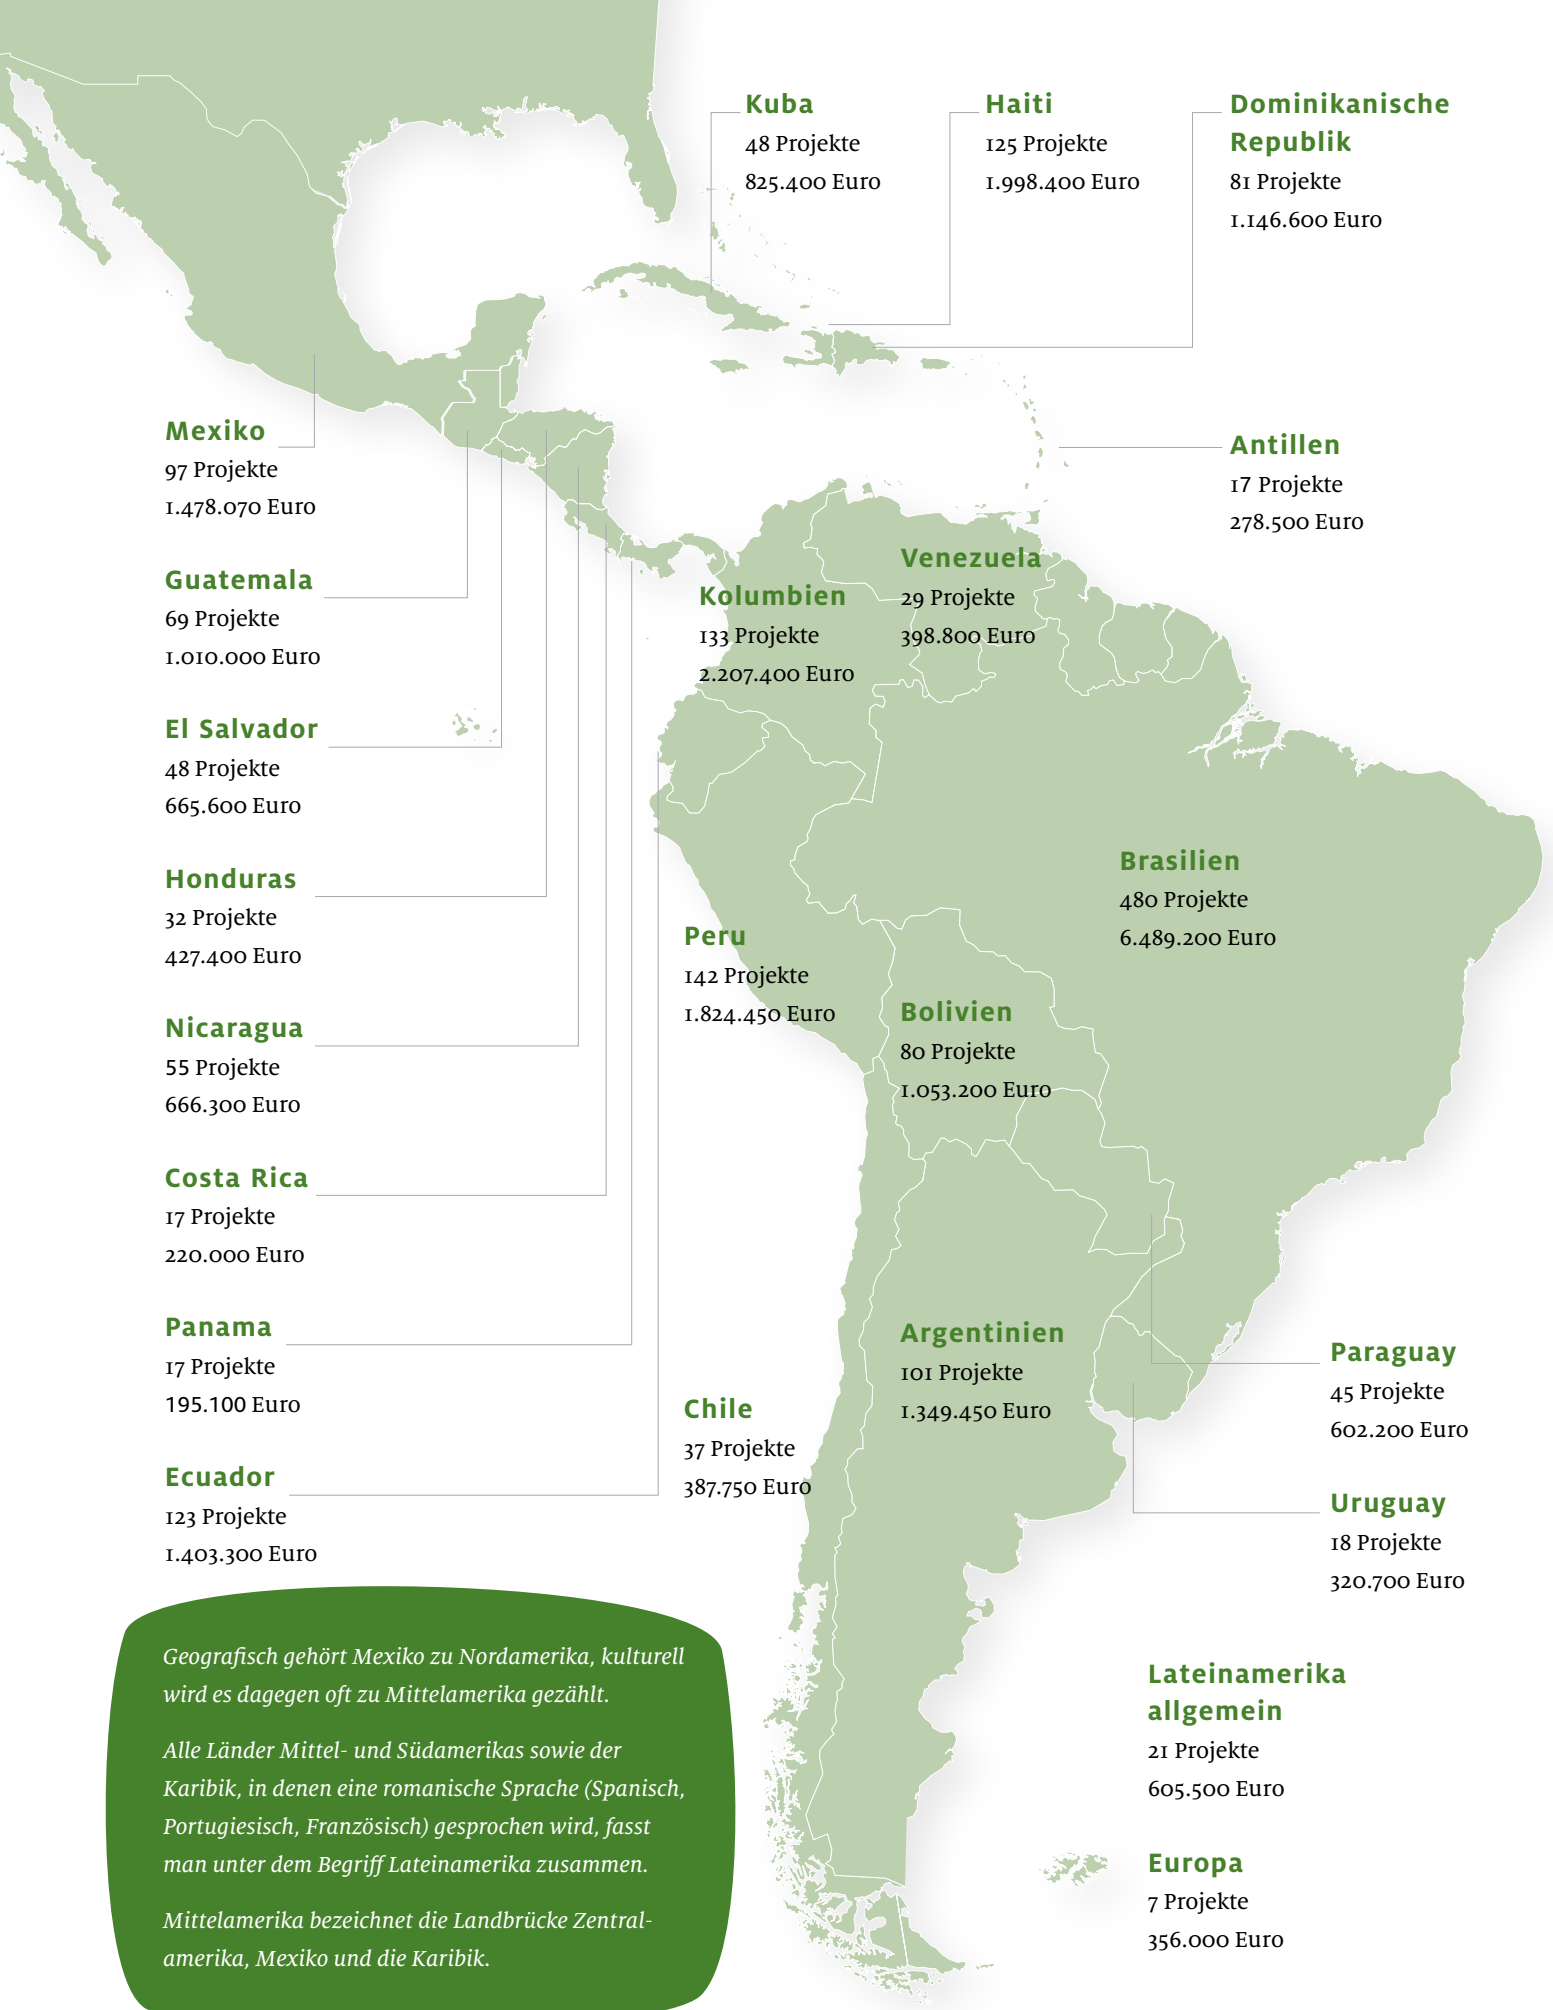 Kuba
48 Projekte
825.400 Euro
Haiti
125 Projekte
1.998.400 Euro
Dominikanische
Republik
81 Projekte
1.146.600 Euro
Mexiko
97 Projekte
1.478.070 Euro
Antillen
17 Projekte
278.500 Euro
Guatemala
69 Projekte
1.010.000 Euro
Kolumbien
133 Projekte
2.207.400 Euro
Venezuela
29 Projekte
398.800 Euro
El Salvador
48 Projekte
665.600 Euro
Honduras
32 Projekte
427.400 Euro
Brasilien
480 Projekte
6.489.200 Euro
Peru
142 Projekte
1.824.450 Euro
Bolivien
80 Projekte
1.053.200 Euro
Nicaragua
55 Projekte
666.300 Euro
Costa Rica
17 Projekte
220.000 Euro
Panama
17 Projekte
195.100 Euro
Argentinien
101 Projekte
1.349.450 Euro
Chile
37 Projekte
387.750 Euro
Paraguay
45 Projekte
602.200 Euro
Ecuador
123 Projekte
1.403.300 Euro
Uruguay
18 Projekte
320.700 Euro
Geografisch gehört Mexiko zu Nordamerika, kulturell
wird es dagegen oft zu Mittelamerika gezählt.
Alle Länder Mittel- und Südamerikas sowie der
Karibik, in denen eine romanische Sprache (Spanisch,
Portugiesisch, Französisch) gesprochen wird, fasst
man unter dem Begriff Lateinamerika zusammen.
Mittelamerika bezeichnet die Landbrücke Zentral-
amerika, Mexiko und die Karibik.
Lateinamerika
allgemein
21 Projekte
605.500 Euro
Europa
7 Projekte
356.000 Euro